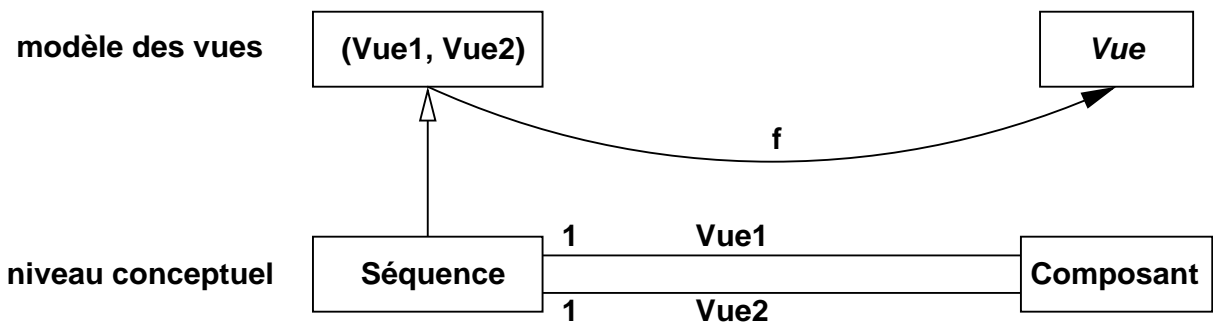 modèle des vues
(Vue1, Vue2)
Vue
f
1
Vue1
niveau conceptuel
Séquence
Composant
1
Vue2